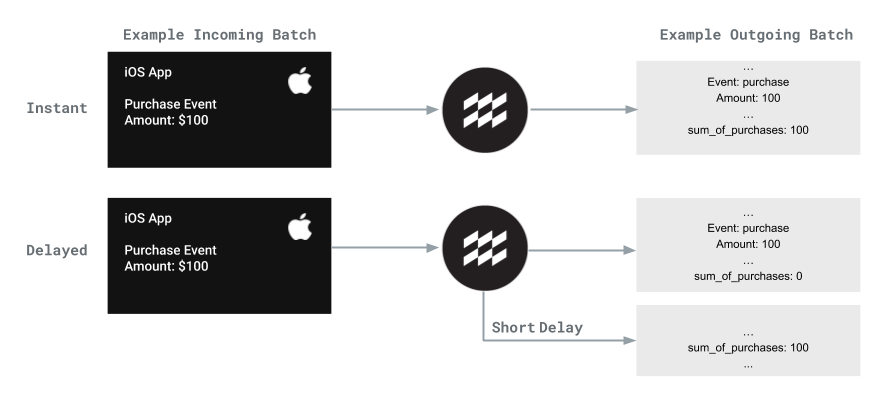 Example Incoming Batch
Example Outgoing Batch
Instant
iOS App
Purchase Event
Amount: $100
…
Event: purchase
Amount: 100
…
sum_of_purchases: 100
Delayed
iOS App
Purchase Event
Amount: $100
…
Event: purchase
Amount: 100
…
sum_of_purchases: 0
Short Delay
…
sum_of_purchases: 100
...